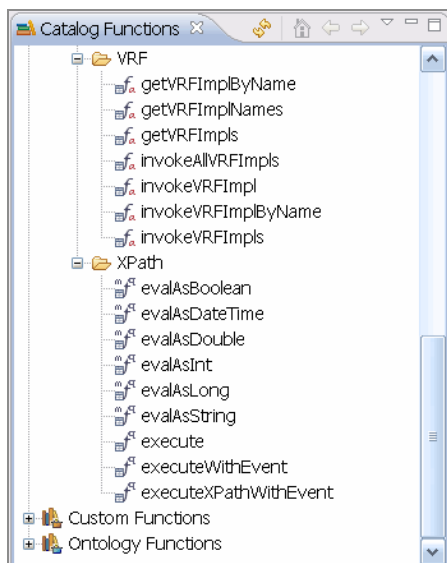 Catalog Functions
VRF
getVRFImplByName
getVRFImplNames
getVRFImpls
invokeAllVRFImpls
invokeVRFImpl
invokeVRFImplByName
invokeVRFImpls
XPath
evalAsBoolean
evalAsDateTime
evalAsDouble
evalAsInt
evalAsLong
evalAsString
execute
executeWithEvent
executeXPathWithEvent
Custom Functions
Ontology Functions